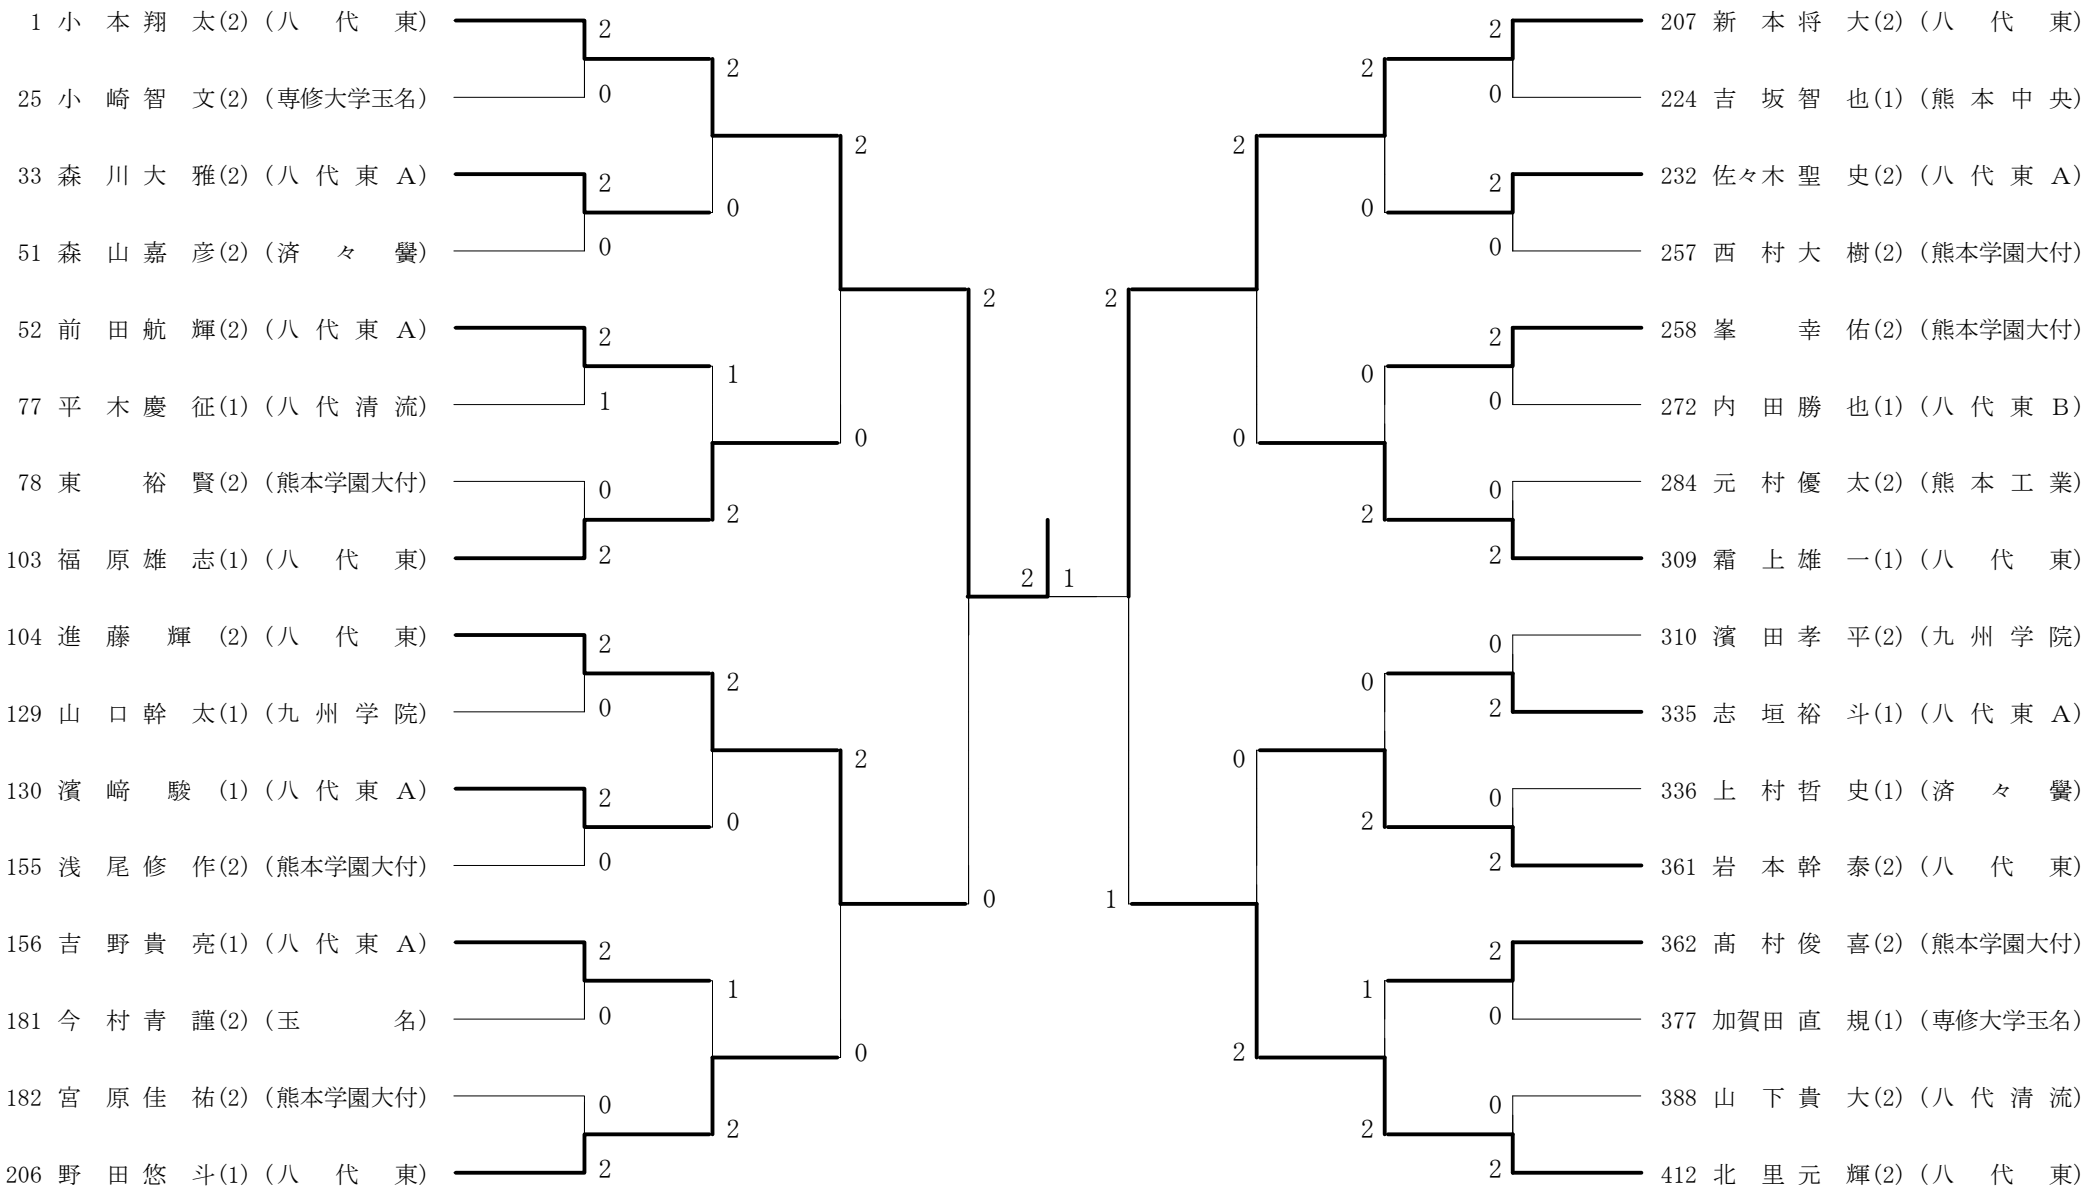 1 小本翔太(2) (八代東)
25 小崎智文(2) (専修大学玉名)
33 森川大雅(2) (八代東A)
51 森山嘉彦(2) (済々黌)
52 前田航輝(2) (八代東A)
77 平木慶征(1) (八代清流)
78 東裕賢(2) (熊本学園大付)
103 福原雄志(1) (八代東)
104 進藤輝(2) (八代東)
129 山口幹太(1) (九州学院)
130 濱﨑駿(1) (八代東A)
155 浅尾修作(2) (熊本学園大付)
156 吉野貴亮(1) (八代東A)
181 今村青謹(2) (玉名)
182 宮原佳祐(2) (熊本学園大付)
206 野田悠斗(1) (八代東)
2
0
2
0
2
1
0
2
2
0
2
0
2
0
0
2
2
0
1
2
2
0
1
2
2
0
2
0
2
0
2 1
2
1
2
0
0
2
2
0
0
2
0
2
1
2
2
0
2
0
2
0
0
2
0
2
0
2
2
0
0
2
207 新本将大(2) (八代東)
224 吉坂智也(1) (熊本中央)
232 佐々木聖史(2) (八代東A)
257 西村大樹(2) (熊本学園大付)
258 峯幸佑(2) (熊本学園大付)
272 内田勝也(1) (八代東B)
284 元村優太(2) (熊本工業)
309 霜上雄一(1) (八代東)
310 濱田孝平(2) (九州学院)
335 志垣裕斗(1) (八代東A)
336 上村哲史(1) (済々黌)
361 岩本幹泰(2) (八代東)
362 髙村俊喜(2) (熊本学園大付)
377 加賀田直規(1) (専修大学玉名)
388 山下貴大(2) (八代清流)
412 北里元輝(2) (八代東)